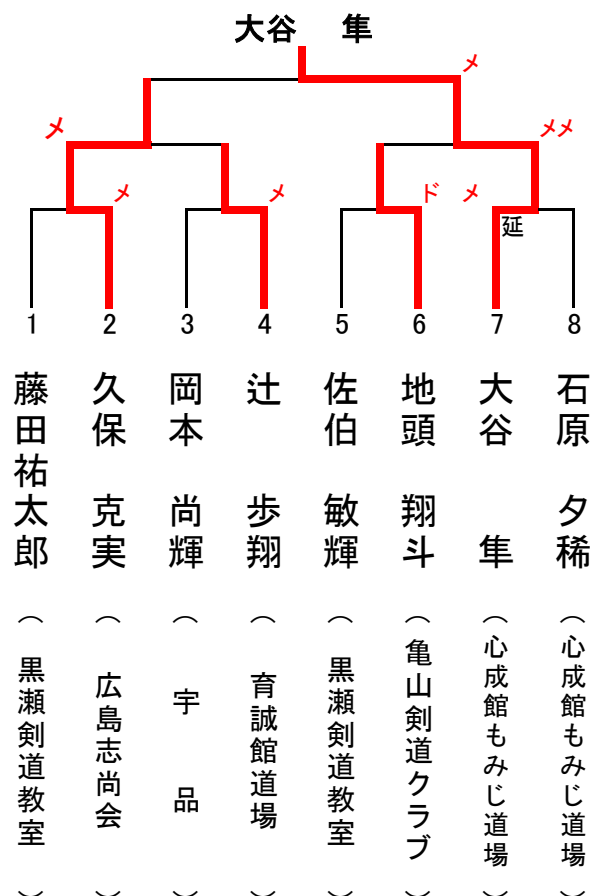 大谷 隼
メ
メ
メメ
メ
メ
ド
メ
延
1
2
3
4
5
6
7
8
藤田祐太郎
久保 克実
岡本 尚輝
辻 歩翔
佐伯 敏輝
地頭 翔斗
大谷 隼
石原 夕稀
（黒瀬剣道教室）
（広島志尚会）
（宇品）
（育誠館道場）
（黒瀬剣道教室）
（亀山剣道クラブ）
（心成館もみじ道場）
（心成館もみじ道場）